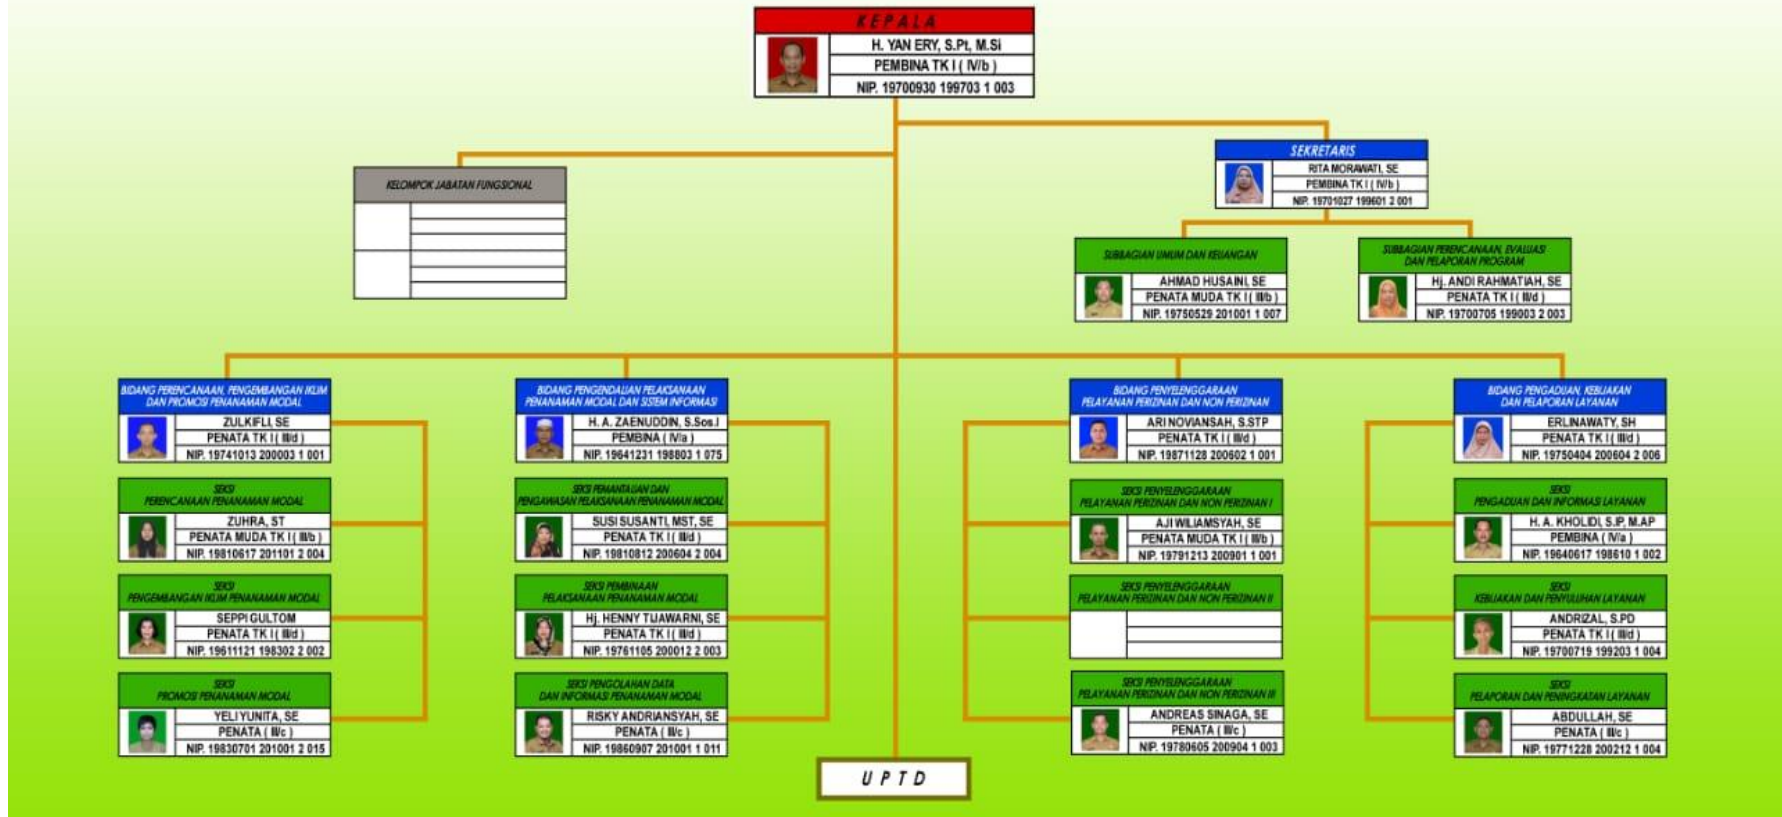 KEPALA
H. YAN ERY, S.Pt, M.Si
PEMBINA TK I ( IV/b )
NIP. 19700930 199703 1 003
SEKRETARIS
RITA MORAWATI, SE
PEMBINA TK I ( IV/b )
NIP. 19701027 199601 2 001
KELOMPOK JABATAN FUNGSIONAL
SUBBAGIAN UMUM DAN KEUANGAN
AHMAD HUSAINI, SE
PENATA MUDA TK I ( III/b )
NIP. 19750529 201001 1 007
SUBBAGIAN PERENCANAAN, EVALUASI
DAN PELAPORAN PROGRAM
Hj. ANDI RAHMATIAH, SE
PENATA TK I ( III/d )
NIP. 19700705 199003 2 003
BIDANG PERENCANAAN, PENGEMBANGAN IKLIM
DAN PROMOSI PENANAMAN MODAL
ZULKIFLI, SE
PENATA TK I ( III/d )
NIP. 19741013 200003 1 001
SEKSI
PERENCANAAN PENANAMAN MODAL
ZUHRA, ST
PENATA MUDA TK I ( III/b )
NIP. 19810617 201101 2 004
SEKSI
PENGEMBANGAN IKLIM PENANAMAN MODAL
SEPPI GULTOM
PENATA TK I ( III/d )
NIP. 19611121 198302 2 002
SEKSI
PROMOSI PENANAMAN MODAL
YELI YUNITA, SE
PENATA ( III/c )
NIP. 19830701 201001 2 015
BIDANG PENGENDALIAN PELAKSANAAN
PENANAMAN MODAL DAN SISTEM INFORMASI
H. A. ZAENUDDIN, S.Sos.I
PEMBINA ( IV/a )
NIP. 19641231 198803 1 075
SEKSI PEMANTAUAN DAN
PENGAWASAN PELAKSANAAN PENANAMAN MODAL
SUSI SUSANTI, MST, SE
PENATA TK I ( III/d )
NIP. 19810812 200604 2 004
SEKSI PEMBINAAN
PELAKSANAAN PENANAMAN MODAL
Hj. HENNY TIJAWARNI, SE
PENATA TK I ( III/d )
NIP. 19761105 200012 2 003
SEKSI PENGOLAHAN DATA
DAN INFORMASI PENANAMAN MODAL
RISKY ANDRIANSYAH, SE
PENATA ( III/c )
NIP. 19860907 201001 1 011
BIDANG PENYELENGGARAAN
PELAYANAN PERIZINAN DAN NON PERIZINAN
ARI NOVIANSAH, S.STP
PENATA TK I ( III/d )
NIP. 19871128 200602 1 001
SEKSI PENYELENGGARAAN
PELAYANAN PERIZINAN DAN NON PERIZINAN I
AJI WILIAMSYAH, SE
PENATA MUDA TK I ( III/b )
NIP. 19791213 200901 1 001
SEKSI PENYELENGGARAAN
PELAYANAN PERIZINAN DAN NON PERIZINAN II
SEKSI PENYELENGGARAAN
PELAYANAN PERIZINAN DAN NON PERIZINAN III
ANDREAS SINAGA, SE
PENATA ( III/c )
NIP. 19780605 200904 1 003
BIDANG PENGADUAN, KEBIJAKAN
DAN PELAPORAN LAYANAN
ERLINAWATY, SH
PENATA TK I ( III/d )
NIP. 19750404 200604 2 006
SEKSI
PENGADUAN DAN INFORMASI LAYANAN
H. A. KHOLIDI, S.IP, M.AP
PEMBINA ( IV/a )
NIP. 19640617 198610 1 002
SEKSI
KEBIJAKAN DAN PENYULUHAN LAYANAN
ANDRIZAL, S.PD
PENATA TK I ( III/d )
NIP. 19700719 199203 1 004
SEKSI
PELAPORAN DAN PENINGKATAN LAYANAN
ABDULLAH, SE
PENATA ( III/c )
NIP. 19771228 200212 1 004
UPTD